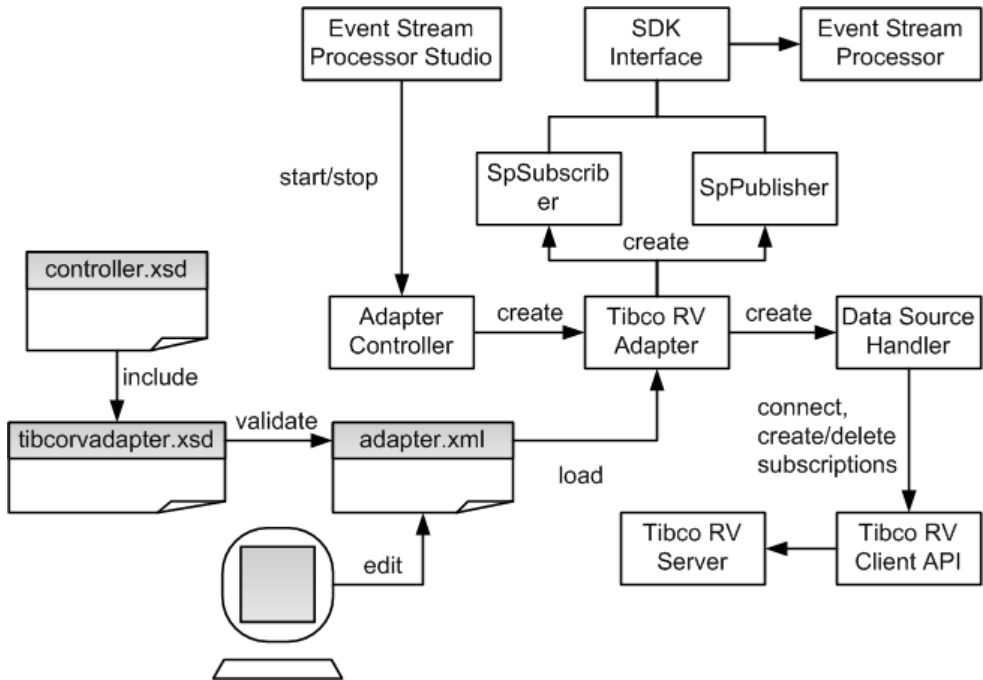 Event Stream
Processor Studio
SDK
Interface
Event Stream
Processor
start/stop
SpSubscrib
er
SpPublisher
create
controller.xsd
Adapter
Controller
create
Tibco RV
Adapter
create
Data Source
Handler
include
tibcorvadapter.xsd
validate
adapter.xml
load
connect,
create/delete
subscriptions
edit
Tibco RV
Server
Tibco RV
Client API